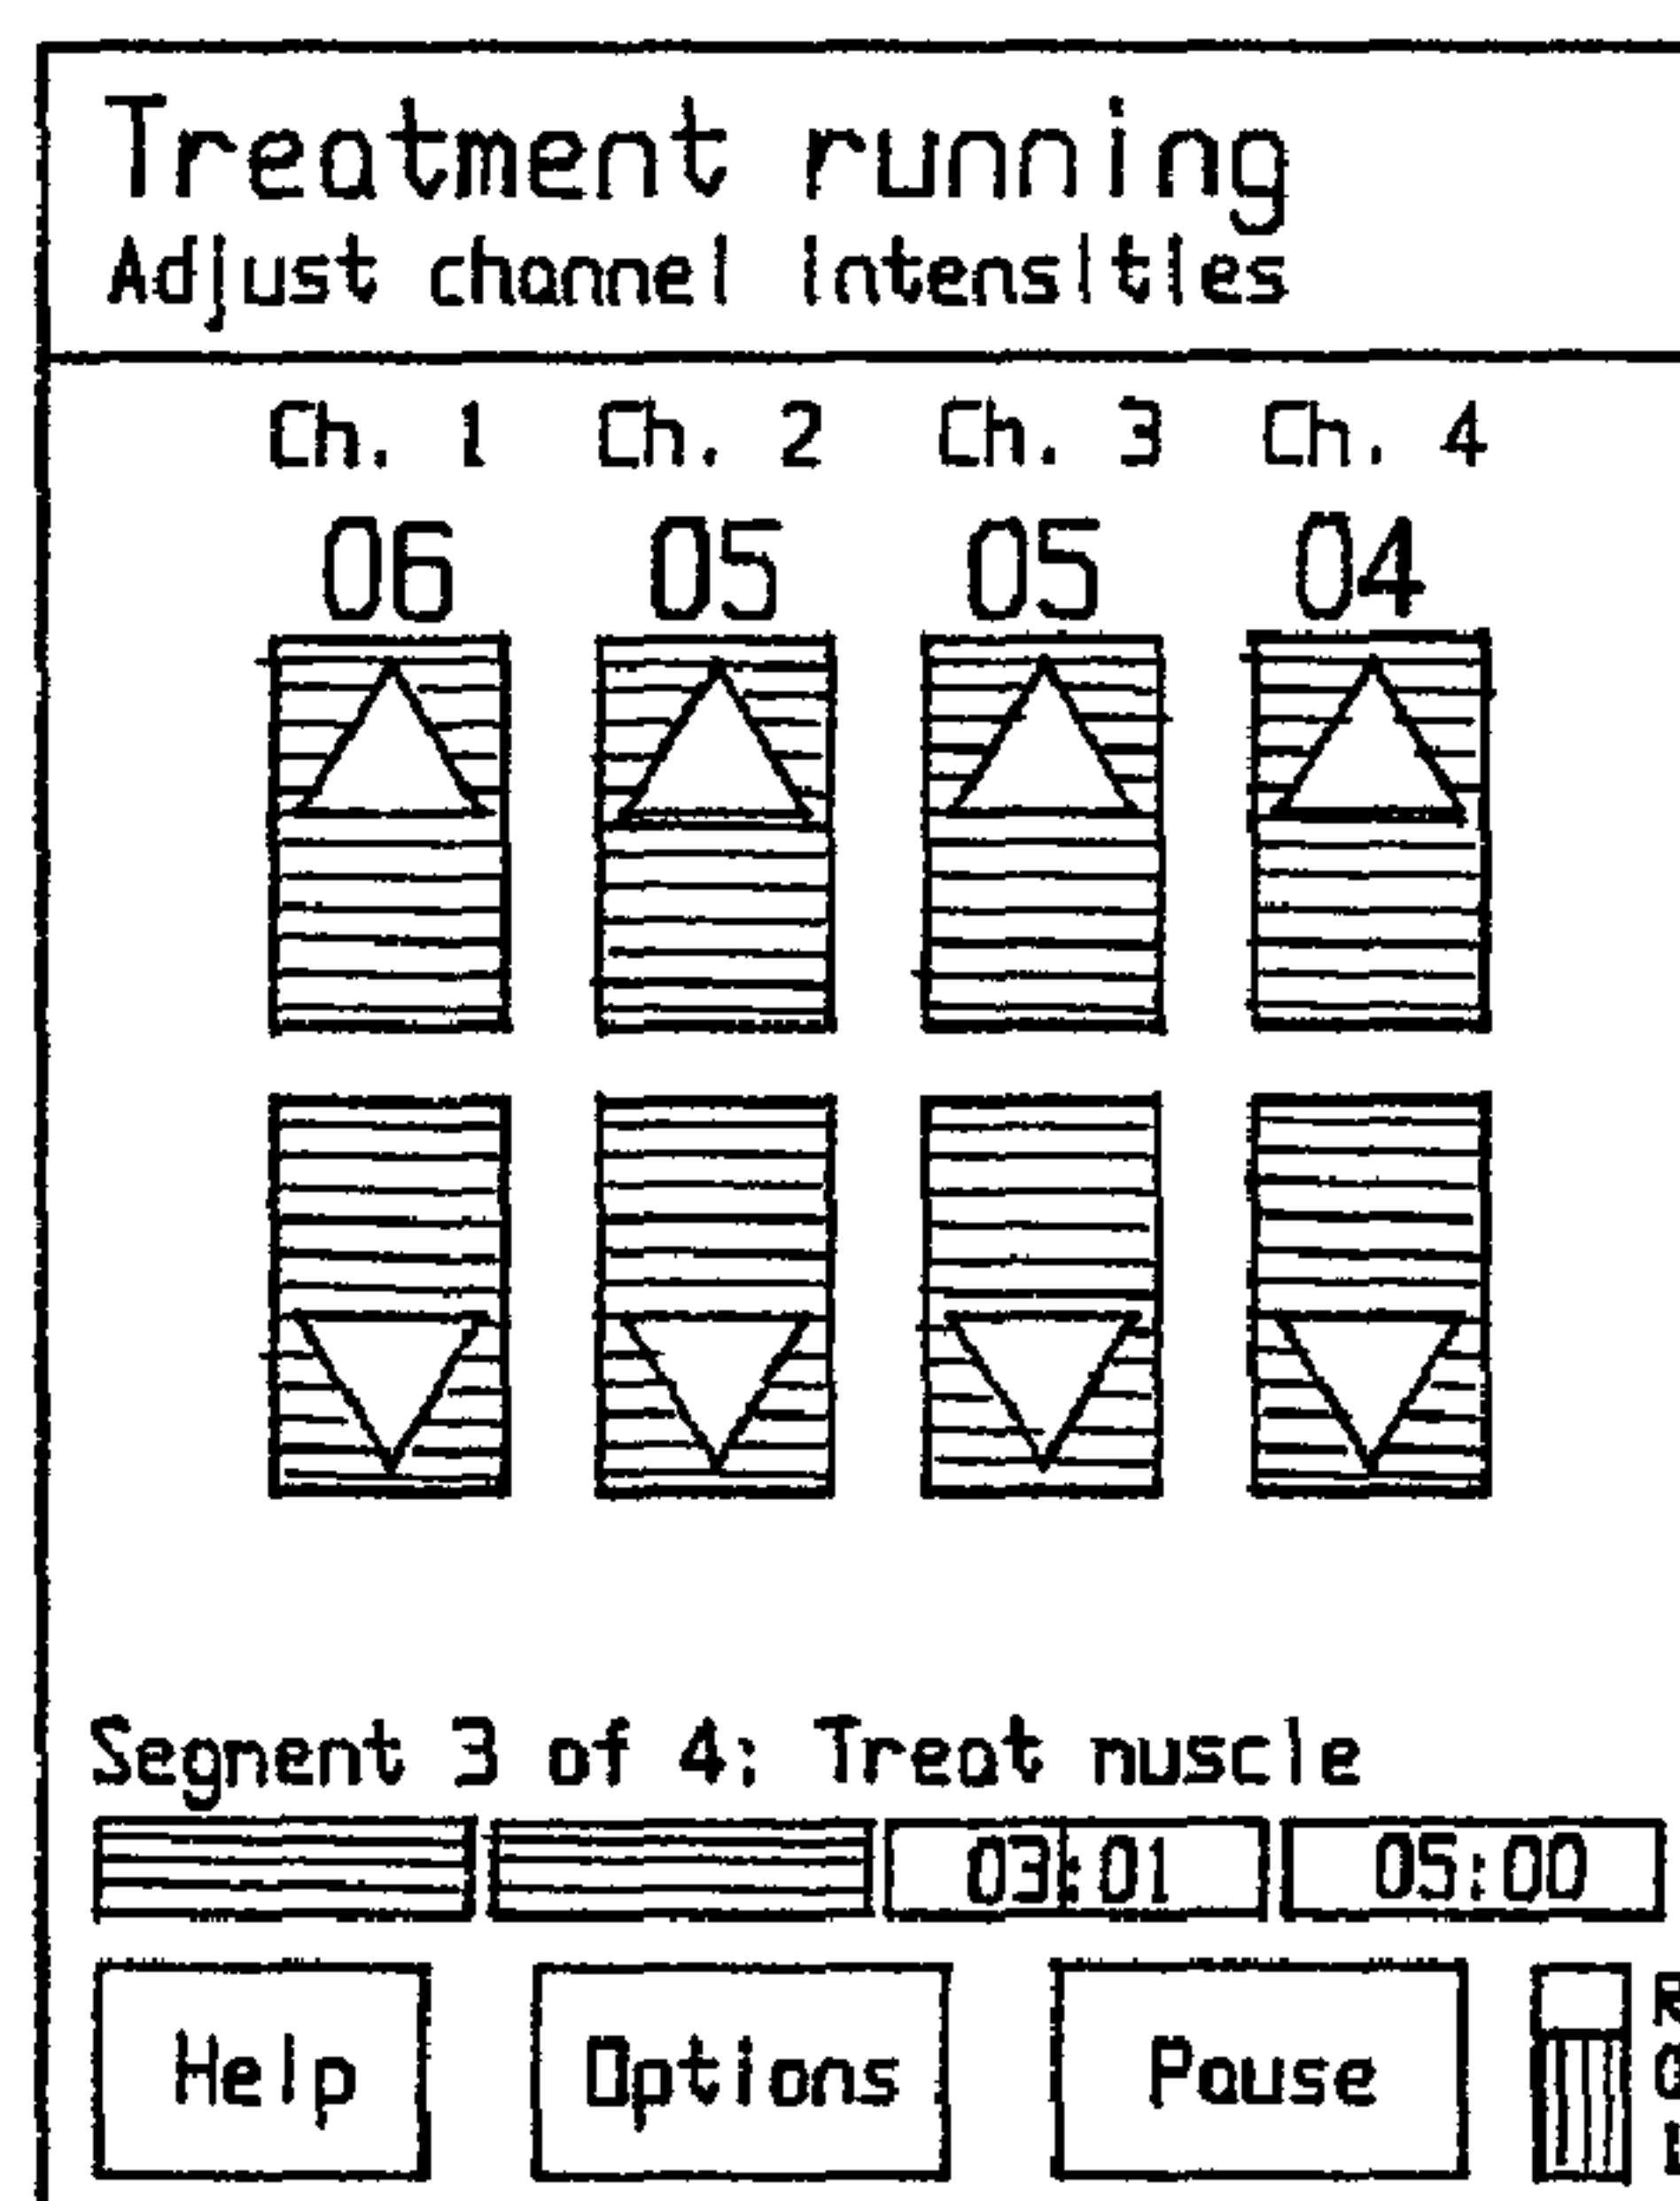 Treatment running
Adjust channel intensities
Ch. 1 Ch. 2 Ch. 3 Ch. 4
06 05 05 04
Segment 3 of 4: Treat muscle
03:01 05:00
Help Options Pause